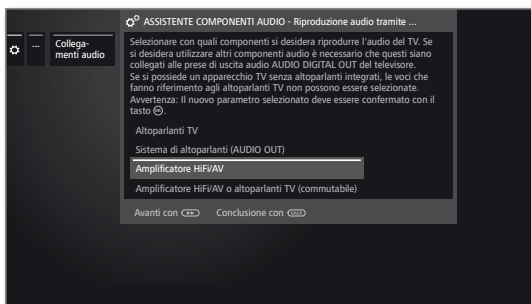 ASSISTENTE COMPONENTI AUDIO - Riproduzione audio tramite ...
... Collega-
menti audio
Selezionare con quali componenti si desidera riprodurre l'audio del TV. Se
si desidera utilizzare altri componenti audio è necessario che questi siano
collegati alle prese di uscita audio AUDIO DIGITAL OUT del televisore.
Se si possiede un apparecchio TV senza altoparlanti integrati, le voci che
fanno riferimento agli altoparlanti TV non possono essere selezionate.
Avvertenza: Il nuovo parametro selezionato deve essere confermato con il
tasto OK.
Altoparlanti TV
Sistema di altoparlanti (AUDIO OUT)
Amplificatore HiFi/AV
Amplificatore HiFi/AV o altoparlanti TV (commutabile)
Avanti con Conclusione con BACK